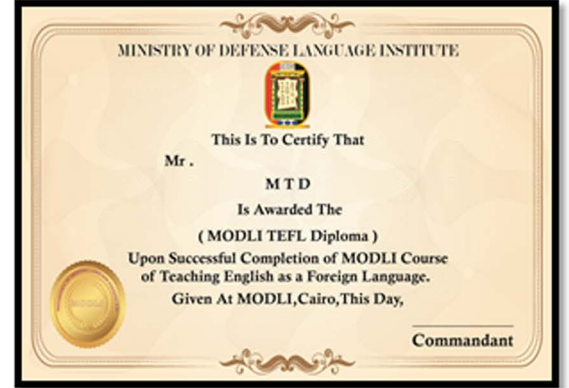 MINISTRY OF DEFENSE LANGUAGE INSTITUTE
This Is To Certify That
Mr .
M T D
Is Awarded The
( MODLI TEFL Diploma )
Upon Successful Completion of MODLI Course
of Teaching English as a Foreign Language.
Given At MODLI,Cairo,This Day,
MODLI
Commandant